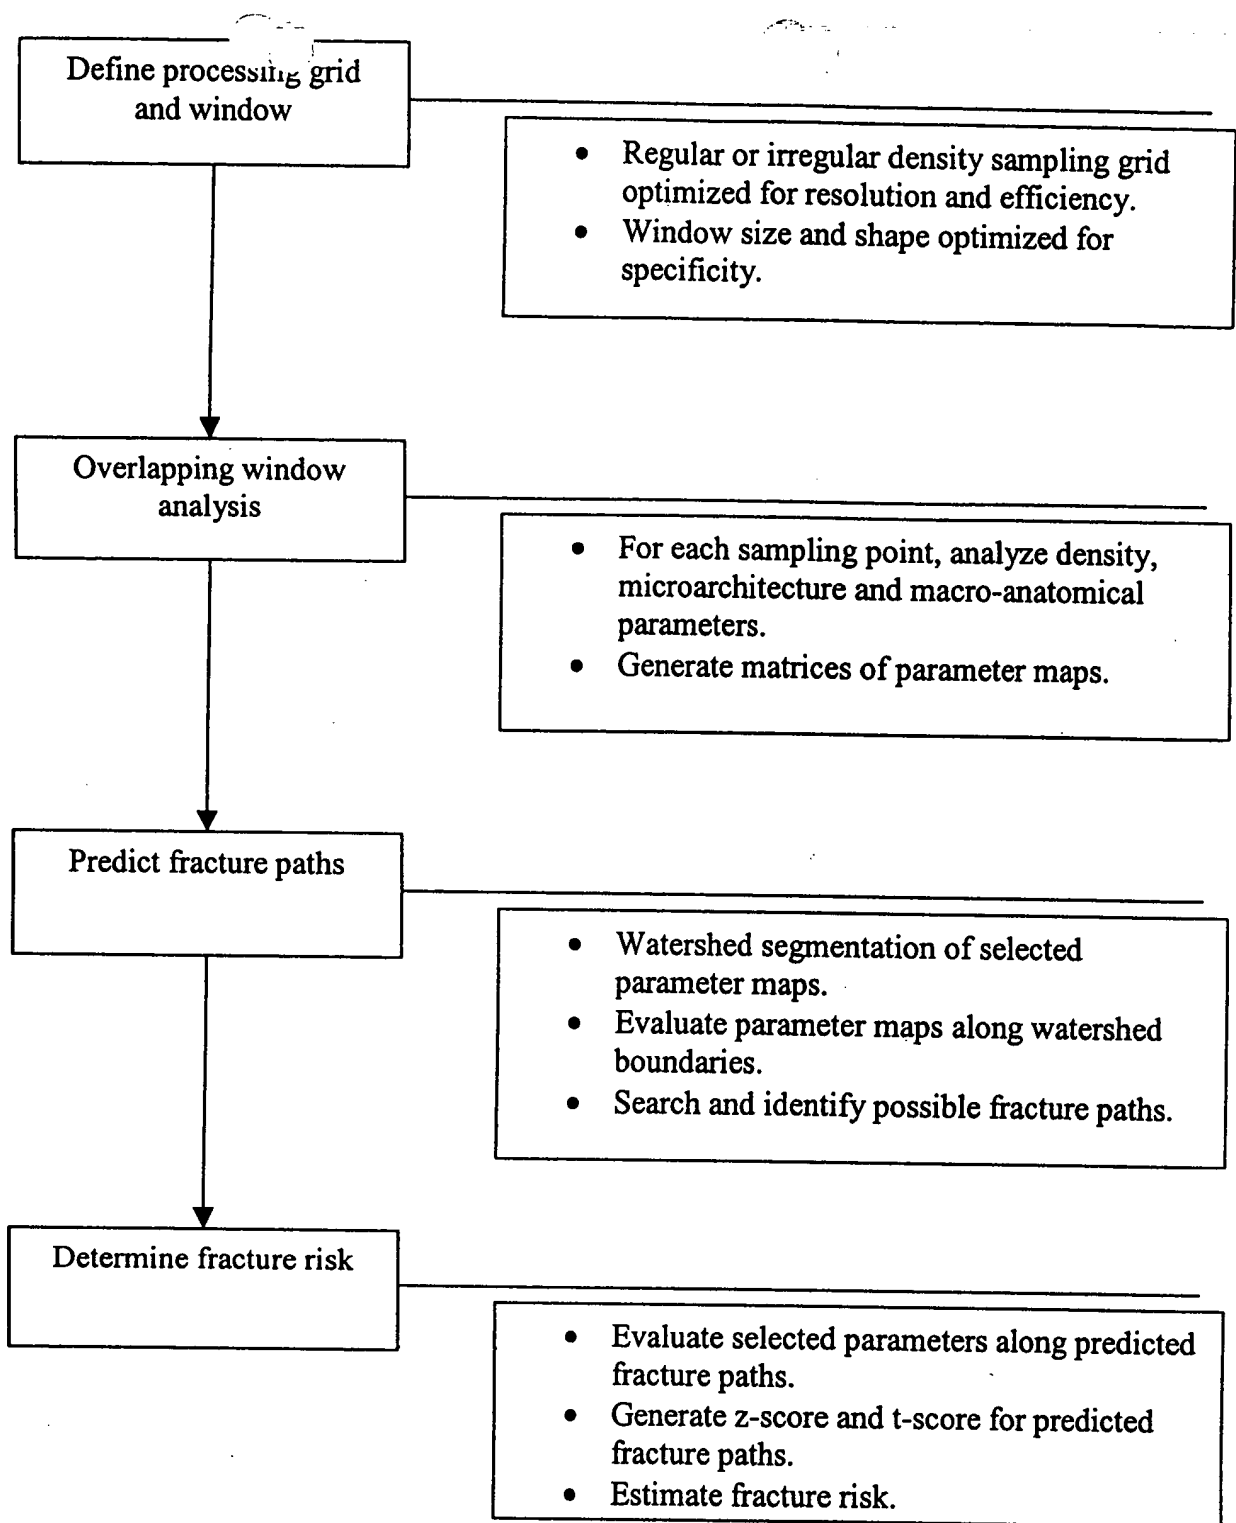 Define processing grid
and window
• Regular or irregular density sampling grid
optimized for resolution and efficiency.
• Window size and shape optimized for
specificity.
Overlapping window
analysis
• For each sampling point, analyze density,
microarchitecture and macro-anatomical
parameters.
• Generate matrices of parameter maps.
Predict fracture paths
• Watershed segmentation of selected
parameter maps.
• Evaluate parameter maps along watershed
boundaries.
• Search and identify possible fracture paths.
Determine fracture risk
• Evaluate selected parameters along predicted
fracture paths.
• Generate z-score and t-score for predicted
fracture paths.
• Estimate fracture risk.